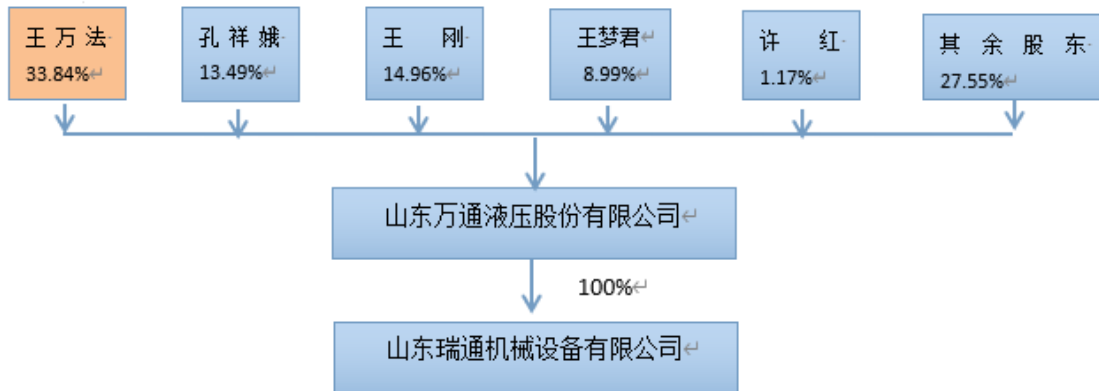 王万法
33.84%
孔祥娥
13.49%
王 刚
14.96%
王梦君
8.99%
许 红
1.17%
其余股东
27.55%
山东万通液压股份有限公司
100%
山东瑞通机械设备有限公司